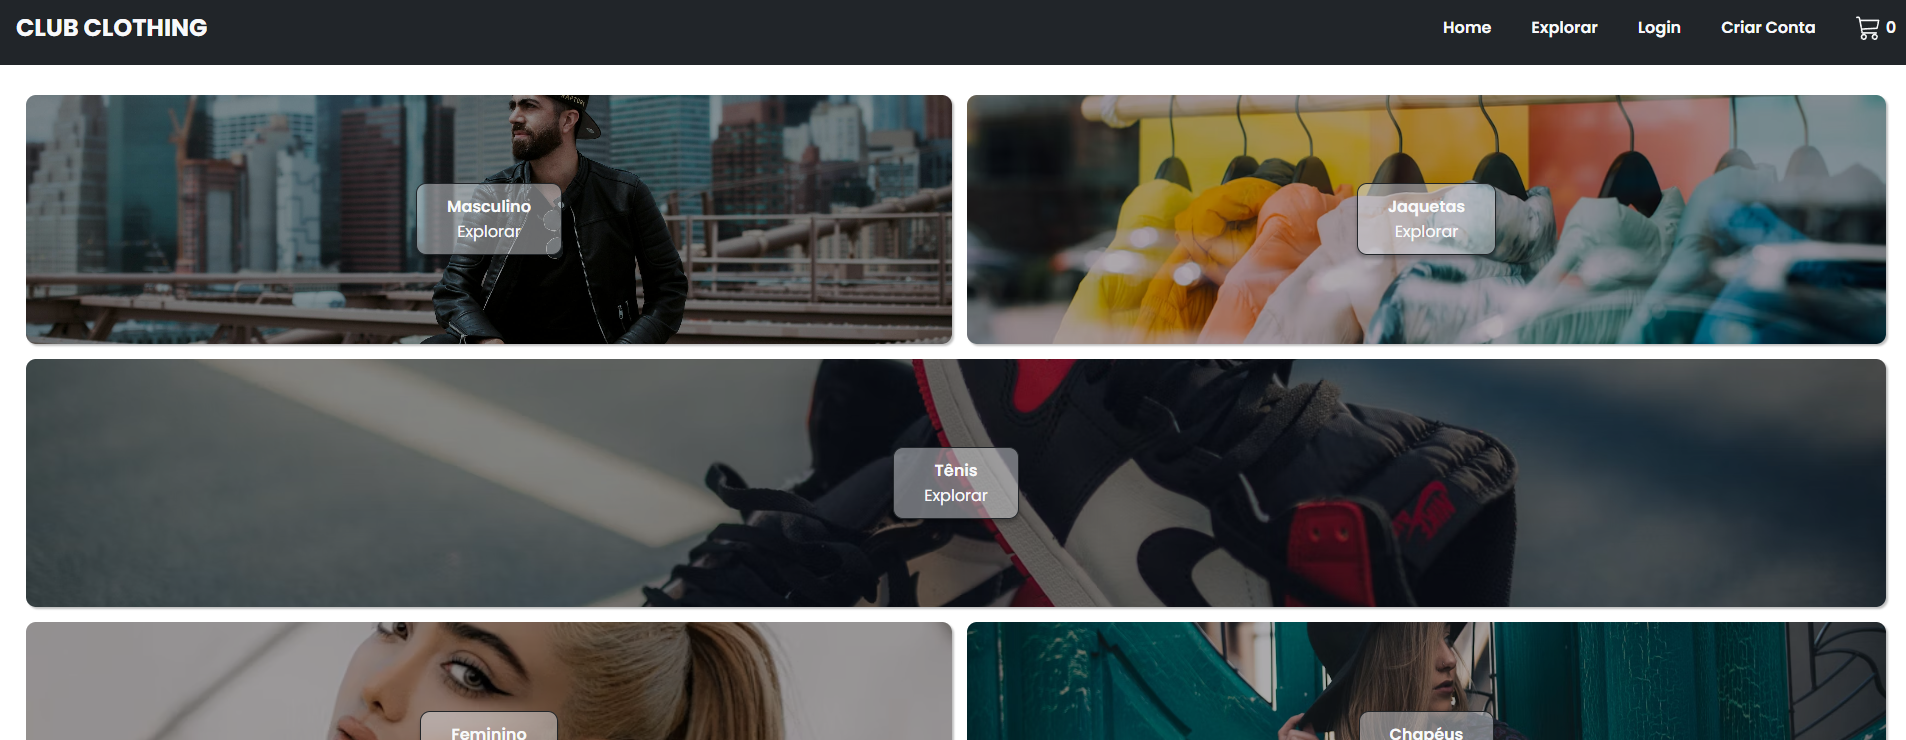 CLUB CLOTHING
Home Explorar Login Criar Conta 0
Masculino
Explorar
Jaquetas
Explorar
Tênis
Explorar
Feminino
Chapéus